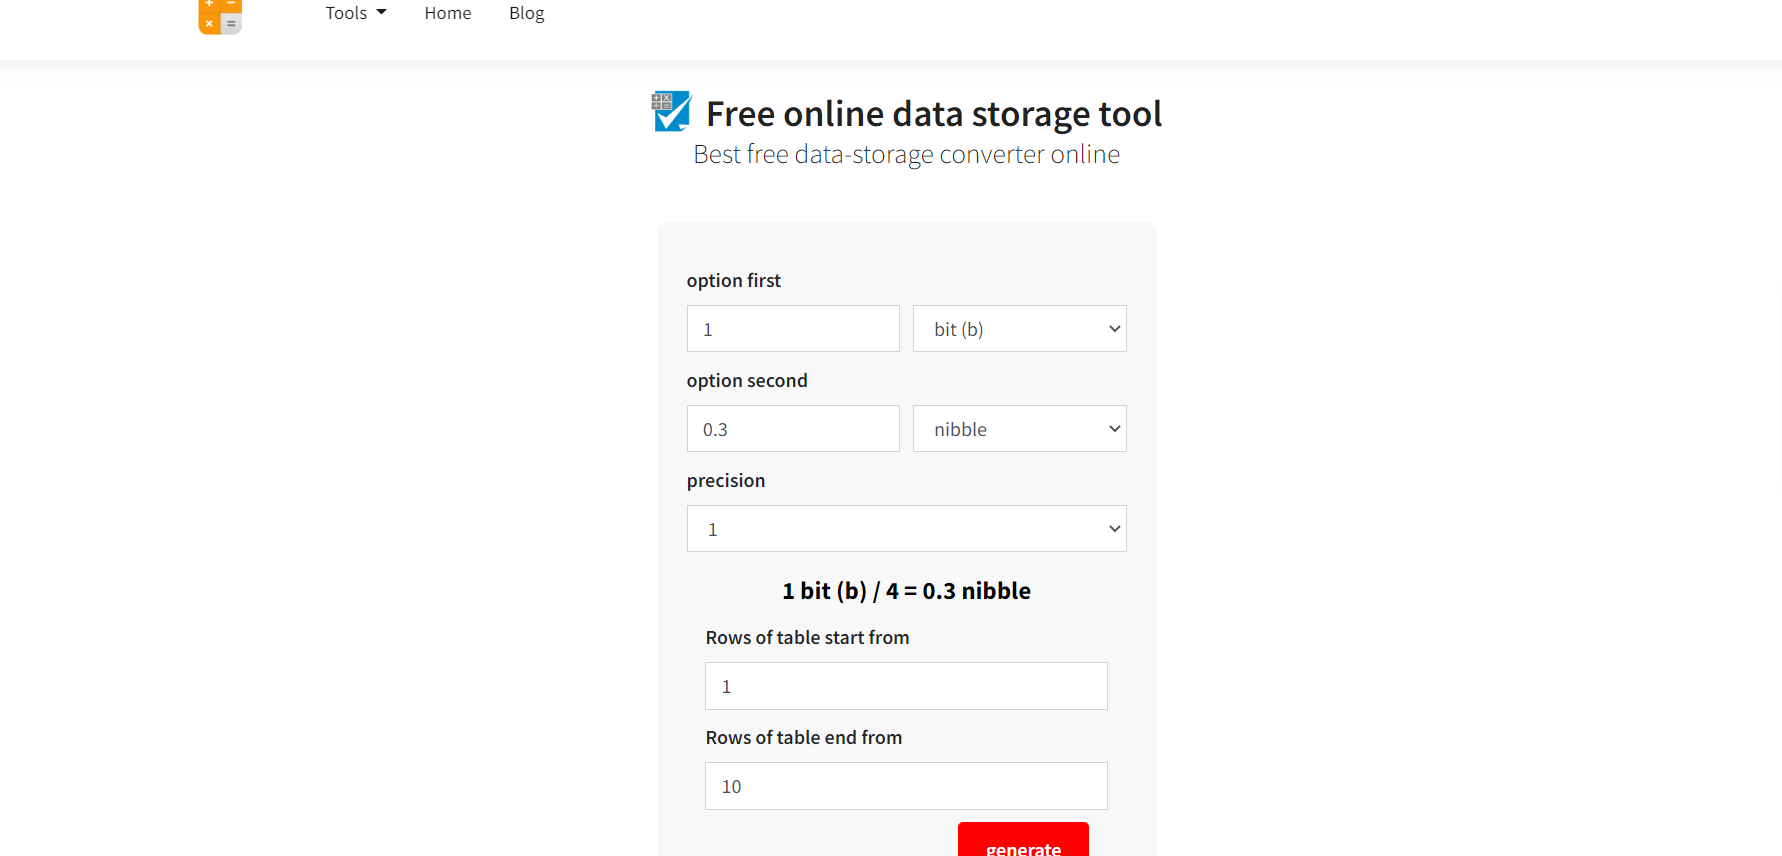 Tools Home Blog
Free online data storage tool
Best free data-storage converter online
option first
1 bit (b)
option second
0.3 nibble
precision
1
1 bit (b) / 4 = 0.3 nibble
Rows of table start from
1
Rows of table end from
10
generate